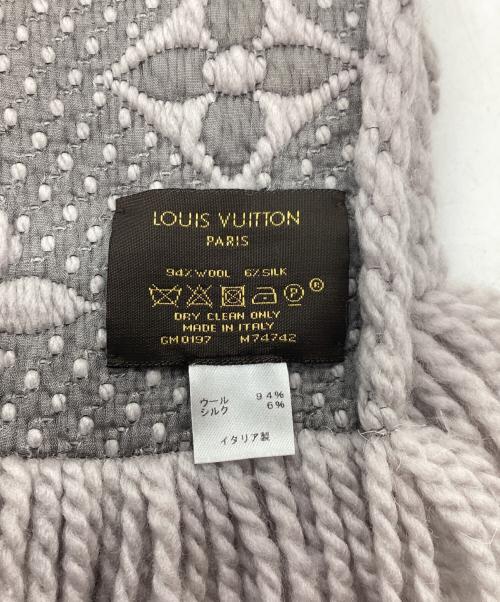 LOUIS VUITTON
PARIS
94% WOOL 6% SILK
P ®
DRY CLEAN ONLY
MADE IN ITALY
GM0197 M74742
ウール 94%
シルク 6%
イタリア製